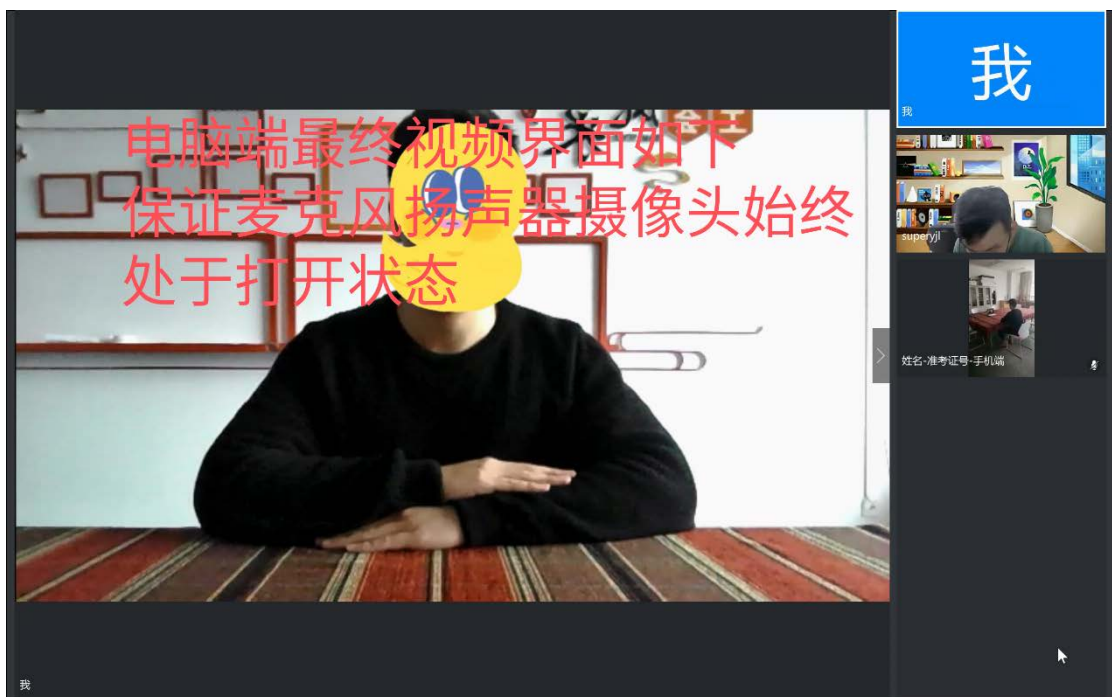 电脑端最终视频界面如下
保证麦克风扬声器摄像头始终
处于打开状态
我
我
我
superyjl
姓名-准考证号-手机端